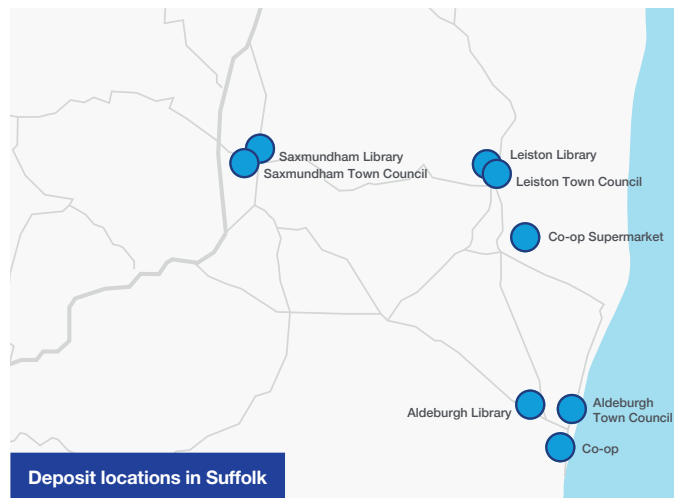 Saxmundham Library
Saxmundham Town Council
Leiston Library
Leiston Town Council
Co-op Supermarket
Aldeburgh Library
Aldeburgh
Town Council
Co-op
Deposit locations in Suffolk